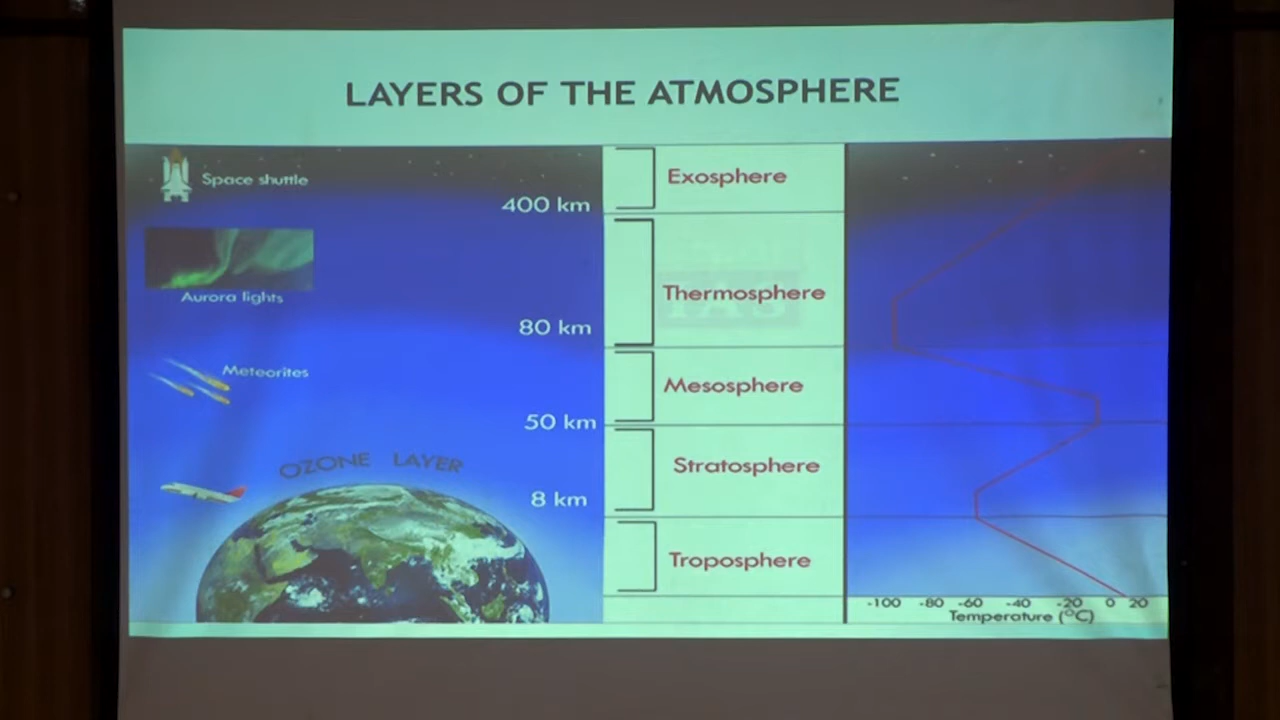 LAYERS OF THE ATMOSPHERE
Space shuttle
400 km
Exosphere
Aurora lights
80 km
Thermosphere
Meteorites
50 km
Mesosphere
OZONE LAYER
8 km
Stratosphere
Troposphere
-100 -80 -60 -40 -20 0 20
Temperature (°C)